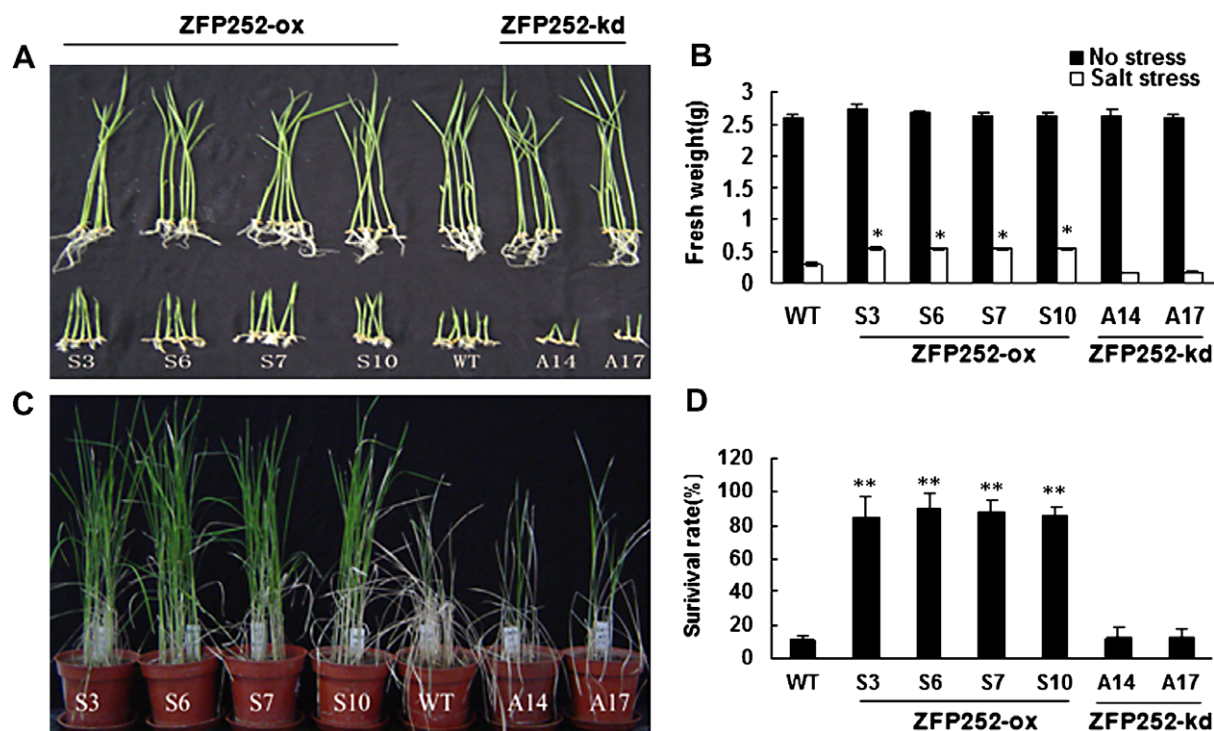 ZFP252-ox ZFP252-kd
A
S3 S6 S7 S10 WT A14 A17
B
No stress
Salt stress
Fresh weight(g)
3
2.5
2
1.5
1
0.5
0
* * * *
WT S3 S6 S7 S10 A14 A17
ZFP252-ox ZFP252-kd
C
S3 S6 S7 S10 WT A14 A17
D
Surivival rate(%)
120
100
80
60
40
20
0
** ** ** **
WT S3 S6 S7 S10 A14 A17
ZFP252-ox ZFP252-kd